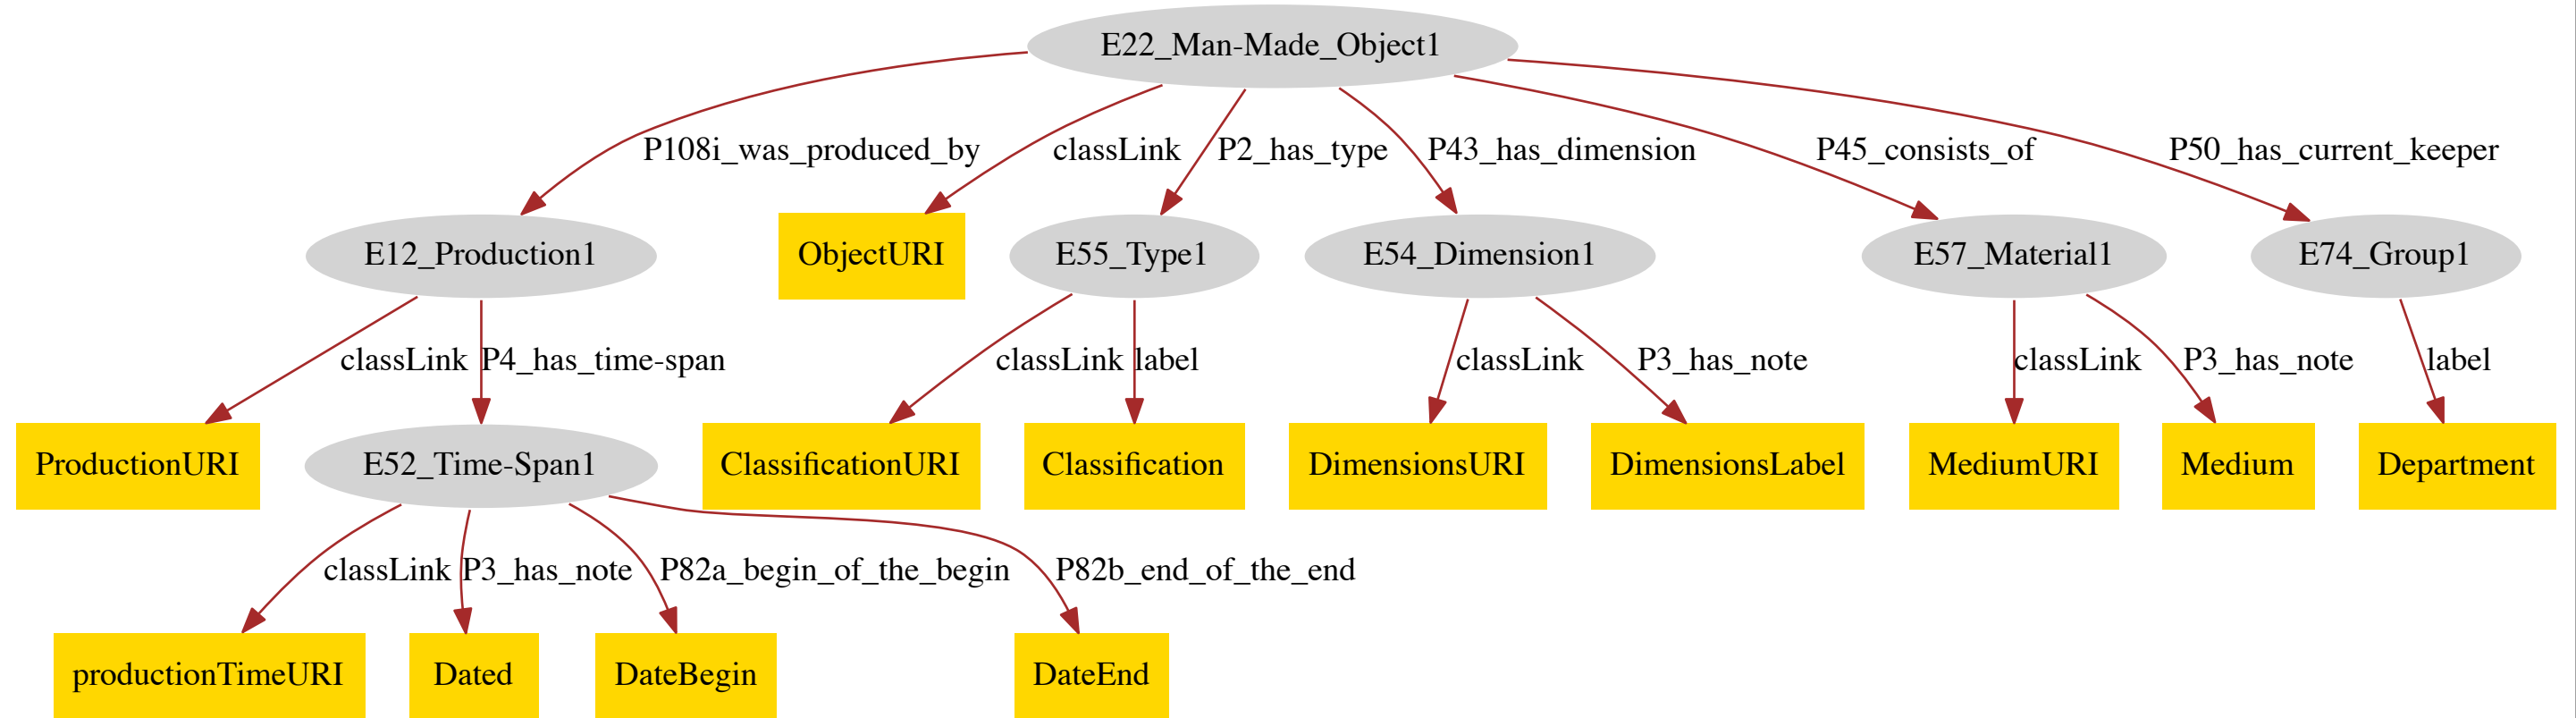 E22_Man-Made_Object1
P108i_was_produced_by
classLink
P2_has_type
P43_has_dimension
P45_consists_of
P50_has_current_keeper
E12_Production1
ObjectURI
E55_Type1
E54_Dimension1
E57_Material1
E74_Group1
classLink
P4_has_time-span
classLink
label
classLink
P3_has_note
classLink
P3_has_note
label
ProductionURI
E52_Time-Span1
ClassificationURI
Classification
DimensionsURI
DimensionsLabel
MediumURI
Medium
Department
classLink
P3_has_note
P82a_begin_of_the_begin
P82b_end_of_the_end
productionTimeURI
Dated
DateBegin
DateEnd